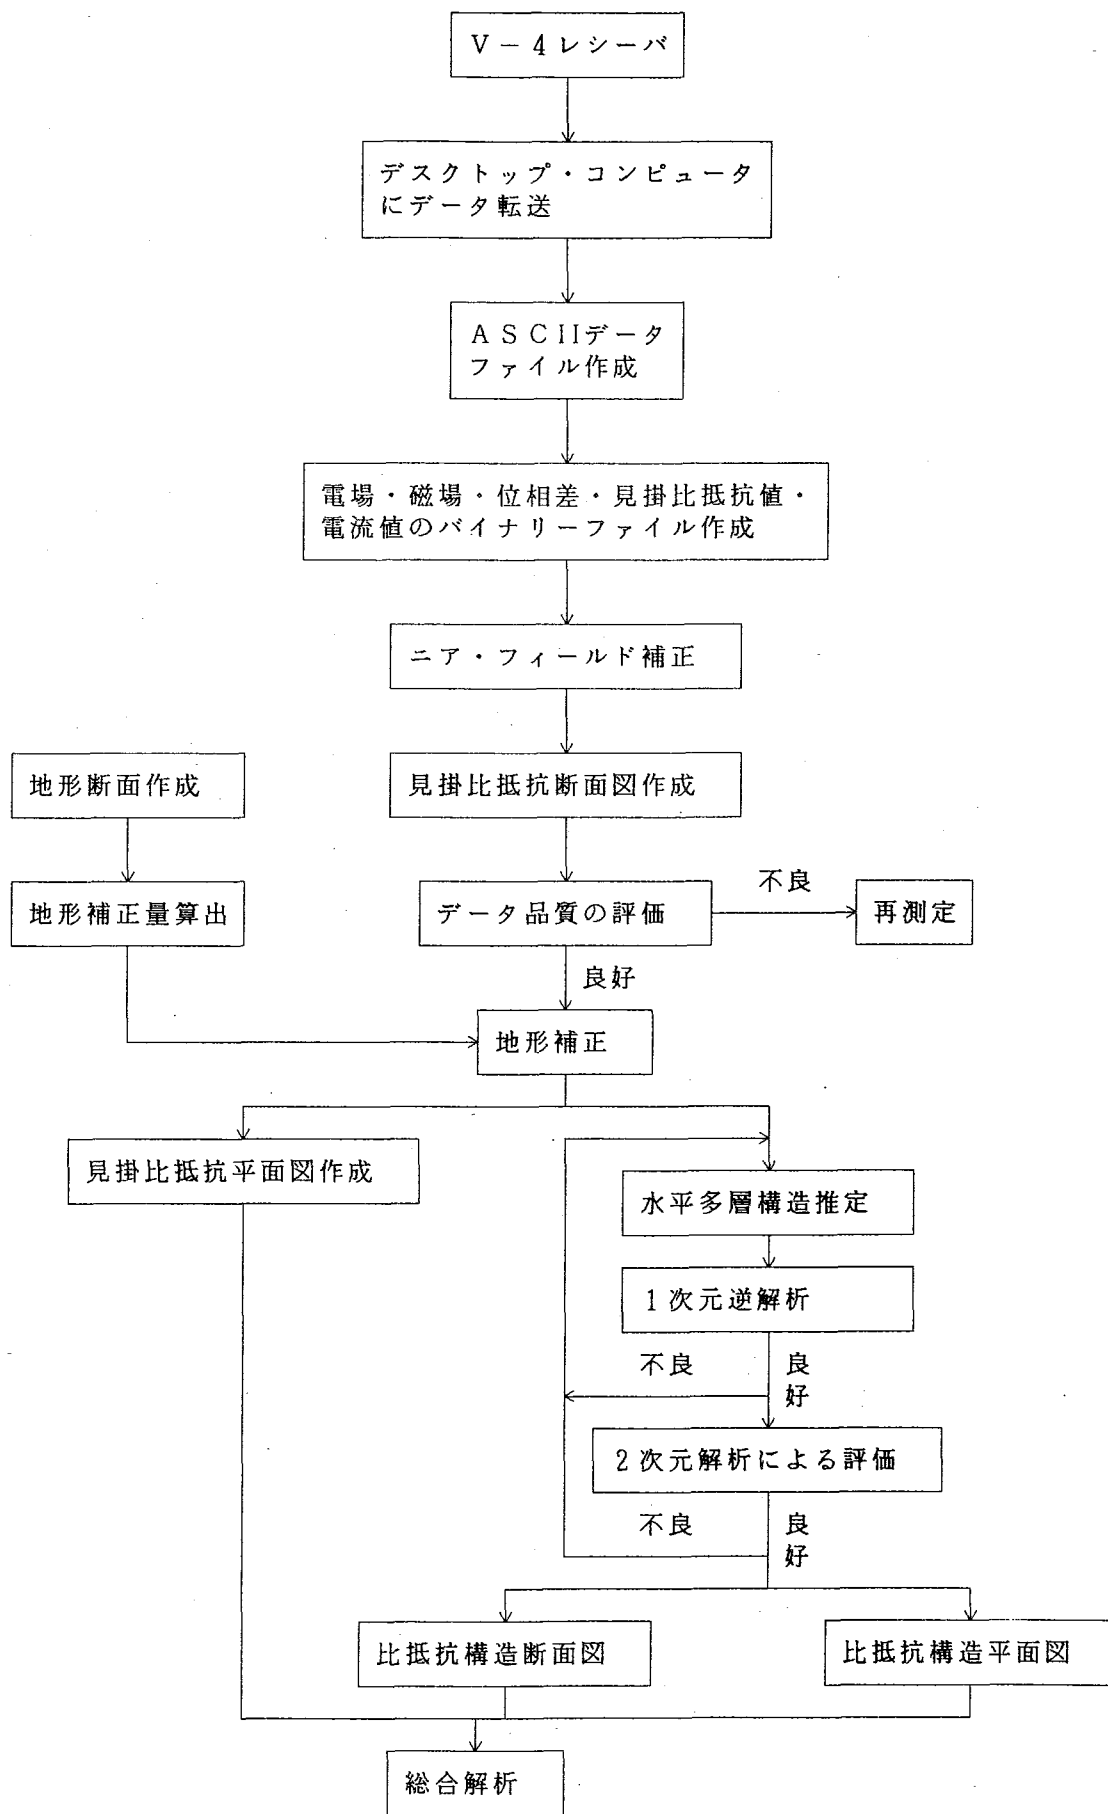 V－4レシーバ
デスクトップ・コンピュータ
にデータ転送
ＡＳＣIIデータ
ファイル作成
電場・磁場・位相差・見掛比抵抗値・
電流値のバイナリーファイル作成
ニア・フィールド補正
地形断面作成
見掛比抵抗断面図作成
不良
地形補正量算出
データ品質の評価
再測定
良好
地形補正
見掛比抵抗平面図作成
水平多層構造推定
1次元逆解析
不良
良
好
2次元解析による評価
不良
良
好
比抵抗構造断面図
比抵抗構造平面図
総合解析